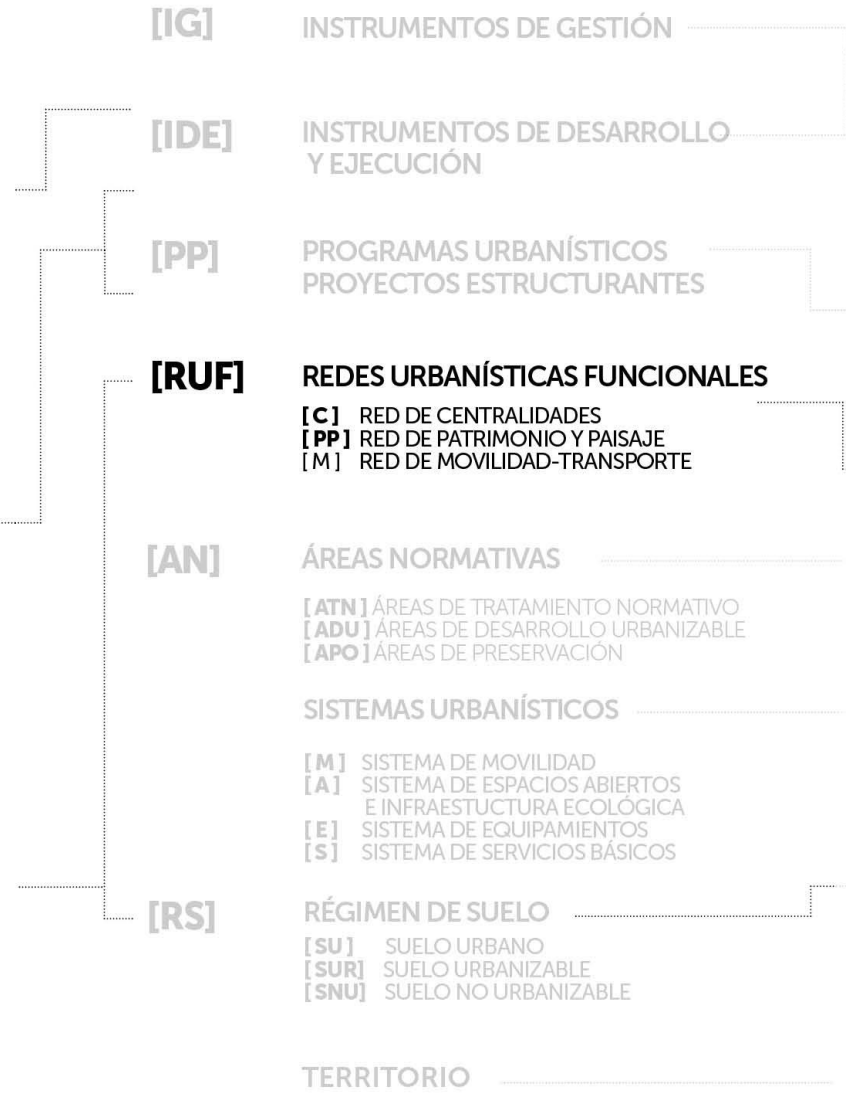 [IG] INSTRUMENTOS DE GESTIÓN
[IDE] INSTRUMENTOS DE DESARROLLO
Y EJECUCIÓN
[PP] PROGRAMAS URBANÍSTICOS
PROYECTOS ESTRUCTURANTES
[RUF] REDES URBANÍSTICAS FUNCIONALES
[C] RED DE CENTRALIDADES
[PP] RED DE PATRIMONIO Y PAISAJE
[M] RED DE MOVILIDAD-TRANSPORTE
[AN] ÁREAS NORMATIVAS
[ATN] ÁREAS DE TRATAMIENTO NORMATIVO
[ADU] ÁREAS DE DESARROLLO URBANIZABLE
[APO] ÁREAS DE PRESERVACIÓN
SISTEMAS URBANÍSTICOS
[M] SISTEMA DE MOVILIDAD
[A] SISTEMA DE ESPACIOS ABIERTOS
E INFRAESTUCTURA ECOLÓGICA
[E] SISTEMA DE EQUIPAMIENTOS
[S] SISTEMA DE SERVICIOS BÁSICOS
[RS] RÉGIMEN DE SUELO
[SU] SUELO URBANO
[SUR] SUELO URBANIZABLE
[SNU] SUELO NO URBANIZABLE
TERRITORIO